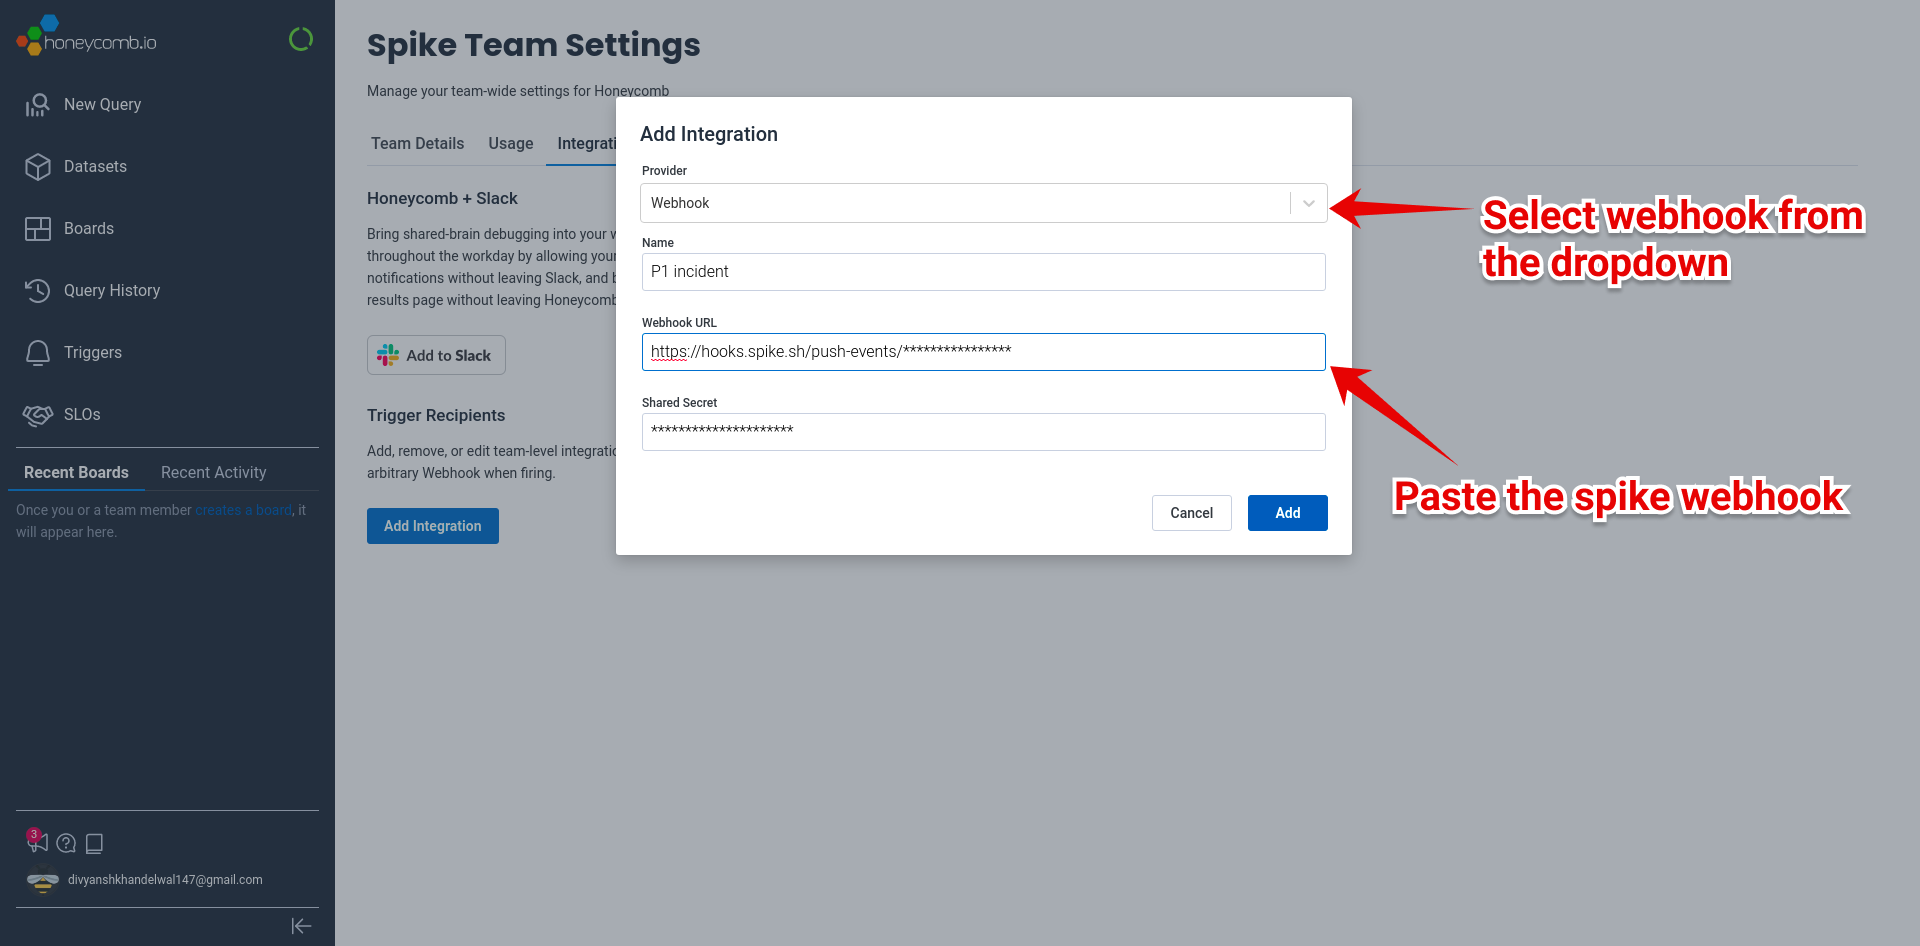 honeycomb.io
New Query
Datasets
Boards
Query History
Triggers
SLOs
Recent Boards
Recent Activity
Once you or a team member creates a board, it
will appear here.
3
divyanshkhandelwal147@gmail.com
Spike Team Settings
Manage your team-wide settings for Honeycomb
Team Details
Usage
Integrati
Honeycomb + Slack
Bring shared-brain debugging into your
throughout the workday by allowing your
notifications without leaving Slack, and
results page without leaving Honeycomb
Add to Slack
Trigger Recipients
Add, remove, or edit team-level integratio
arbitrary Webhook when firing.
Add Integration
Add Integration
Provider
Webhook
Name
P1 incident
Webhook URL
https://hooks.spike.sh/push-events/****************
Shared Secret
*********************
Cancel
Add
Select webhook from
the dropdown
Paste the spike webhook